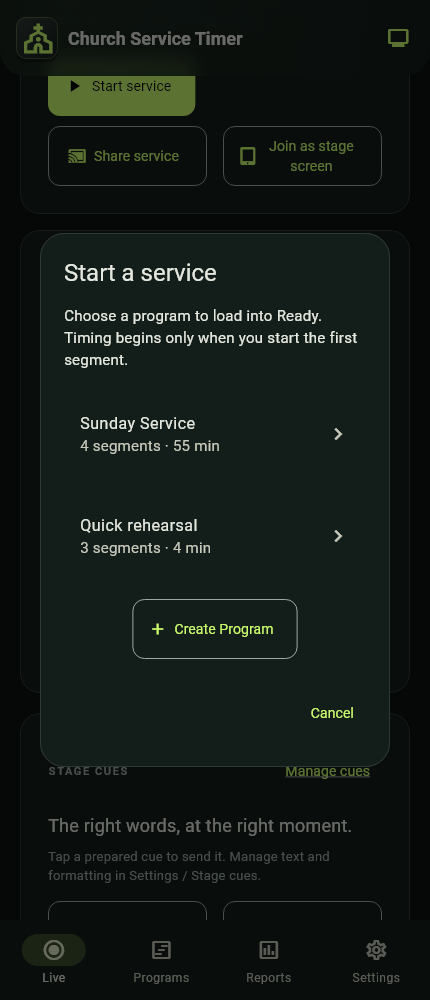 Church Service Timer
Start service
Share service
Join as stage
screen
Start a service
Choose a program to load into Ready.
Timing begins only when you start the first
segment.
Sunday Service
4 segments · 55 min
Quick rehearsal
3 segments · 4 min
+ Create Program
Cancel
STAGE CUES
Manage cues
The right words, at the right moment.
Tap a prepared cue to send it. Manage text and
formatting in Settings / Stage cues.
Live
Programs
Reports
Settings